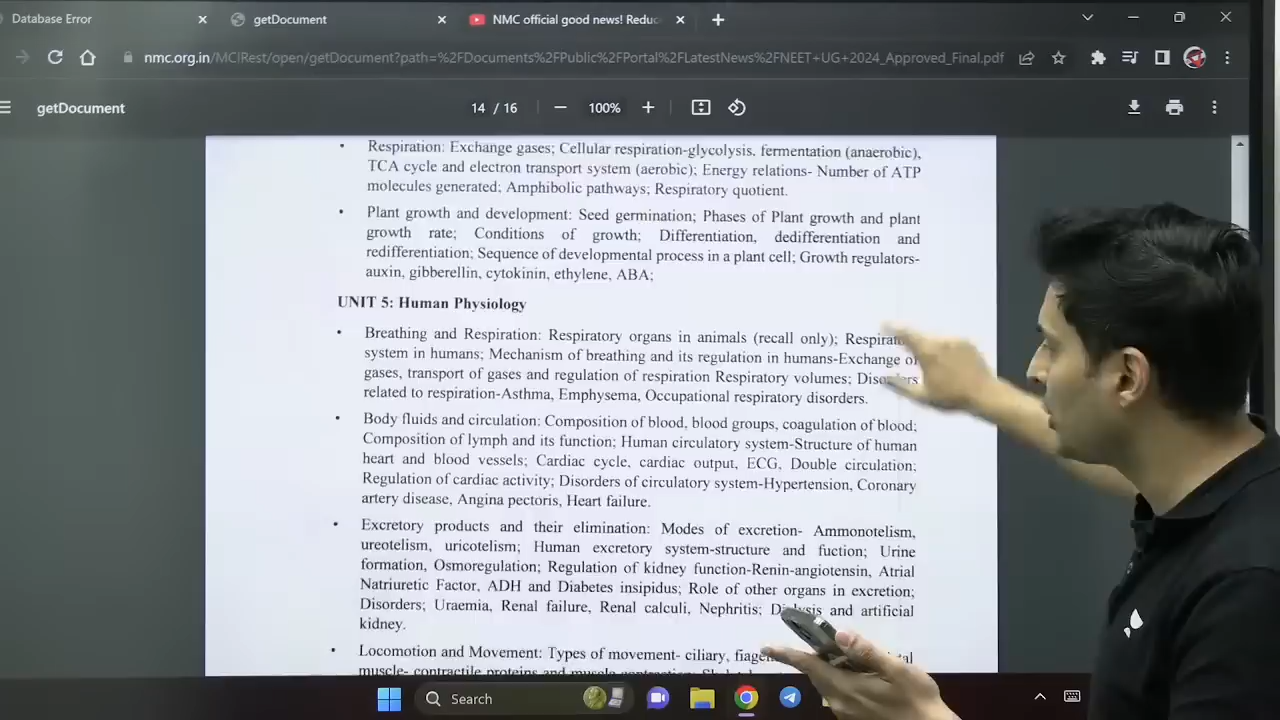 Database Error
getDocument
NMC official good news! Reduc
nmc.org.in/MCIRest/open/getDocument?path=%2FDocuments%2FPublic%2FPortal%2FLatestNews%2FNEET+UG+2024_Approved_Final.pdf
getDocument
14 / 16
100%
• Respiration: Exchange gases; Cellular respiration-glycolysis. fermentation (anaerobic),
TCA cycle and electron transport system (aerobic); Energy relations- Number of ATP
molecules generated; Amphibolic pathways; Respiratory quotient.
• Plant growth and development: Seed germination; Phases of Plant growth and plant
growth rate; Conditions of growth; Differentiation, dedifferentiation and
redifferentiation; Sequence of developmental process in a plant cell; Growth regulators-
auxin, gibberellin, cytokinin, ethylene, ABA;
UNIT 5: Human Physiology
• Breathing and Respiration: Respiratory organs in animals (recall only);
system in humans; Mechanism of breathing and its regulation in humans-Exchange of
gases, transport of gases and regulation of respiration Respiratory volumes; Disorders
related to respiration-Asthma, Emphysema, Occupational respiratory disorders.
• Body fluids and circulation: Composition of blood, blood groups, coagulation of blood;
Composition of lymph and its function; Human circulatory system-Structure of human
heart and blood vessels; Cardiac cycle, cardiac output, ECG, Double circulation;
Regulation of cardiac activity; Disorders of circulatory system-Hypertension, Coronary
artery disease, Angina pectoris, Heart failure.
• Excretory products and their elimination: Modes of excretion- Ammonotelism,
ureotelism, uricotelism; Human excretory system-structure and fuction; Urine
formation, Osmoregulation; Regulation of kidney function-Renin-angiotensin, Atrial
Natriuretic Factor, ADH and Diabetes insipidus; Role of other organs in excretion;
Disorders; Uraemia, Renal failure, Renal calculi, Nephritis; Dialysis and artificial
kidney.
• Locomotion and Movement: Types of movement- ciliary,
muscle- contractile proteins and muscle
Search